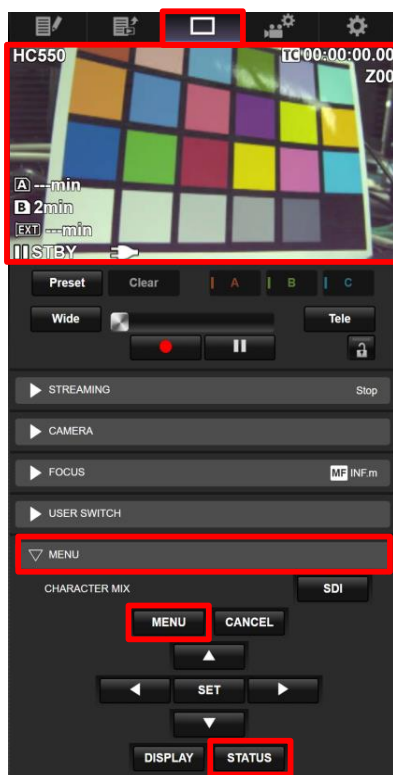 HC550 TC 00:00:00.00
Z00
A ---min
B 2min
EXT ---min
STBY
Preset Clear A B C
Wide Tele
STREAMING Stop
CAMERA
FOCUS MF INF.m
USER SWITCH
MENU
CHARACTER MIX SDI
MENU CANCEL
SET
DISPLAY STATUS